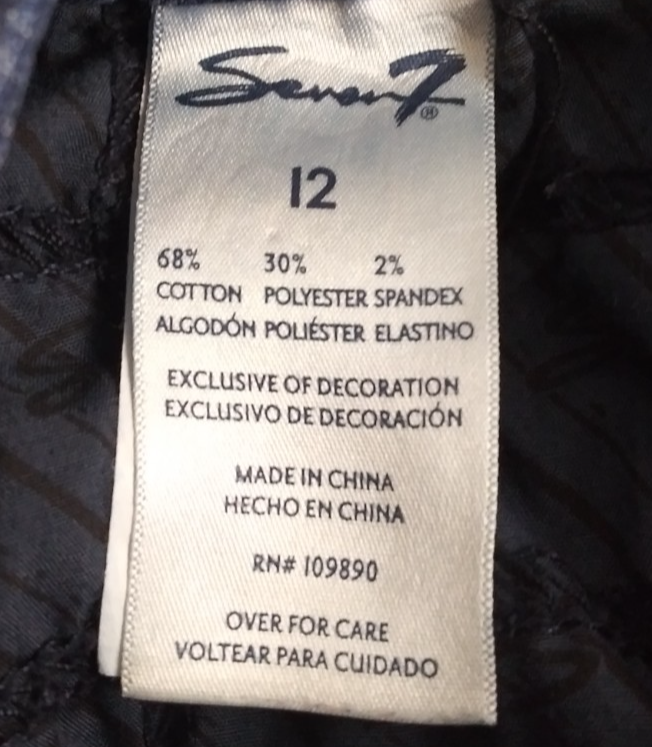 Seven7®
12
68% 30% 2%
COTTON POLYESTER SPANDEX
ALGODÓN POLIÉSTER ELASTINO
EXCLUSIVE OF DECORATION
EXCLUSIVO DE DECORACIÓN
MADE IN CHINA
HECHO EN CHINA
RN# 109890
OVER FOR CARE
VOLTEAR PARA CUIDADO